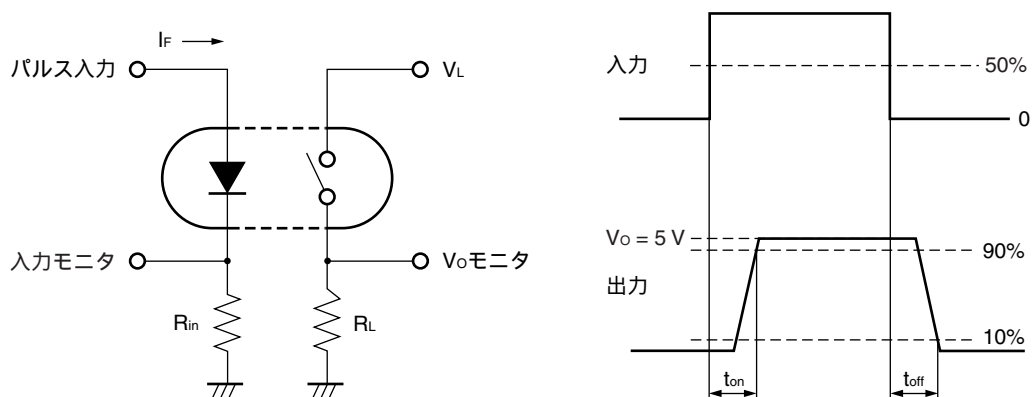 IF
パルス入力
VL
入力モニタ
VOモニタ
Rin
RL
入力
50%
0
VO = 5 V
90%
出力
10%
ton
toff